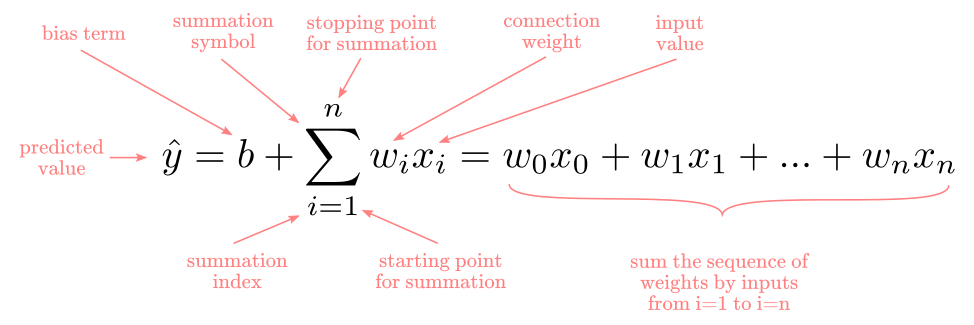 bias term
summation
symbol
stopping point
for summation
connection
weight
input
value
predicted
value
ŷ = b + ∑ⁿᵢ₌₁ wᵢxᵢ = w₀x₀ + w₁x₁ + ... + wₙxₙ
summation
index
starting point
for summation
sum the sequence of
weights by inputs
from i=1 to i=n